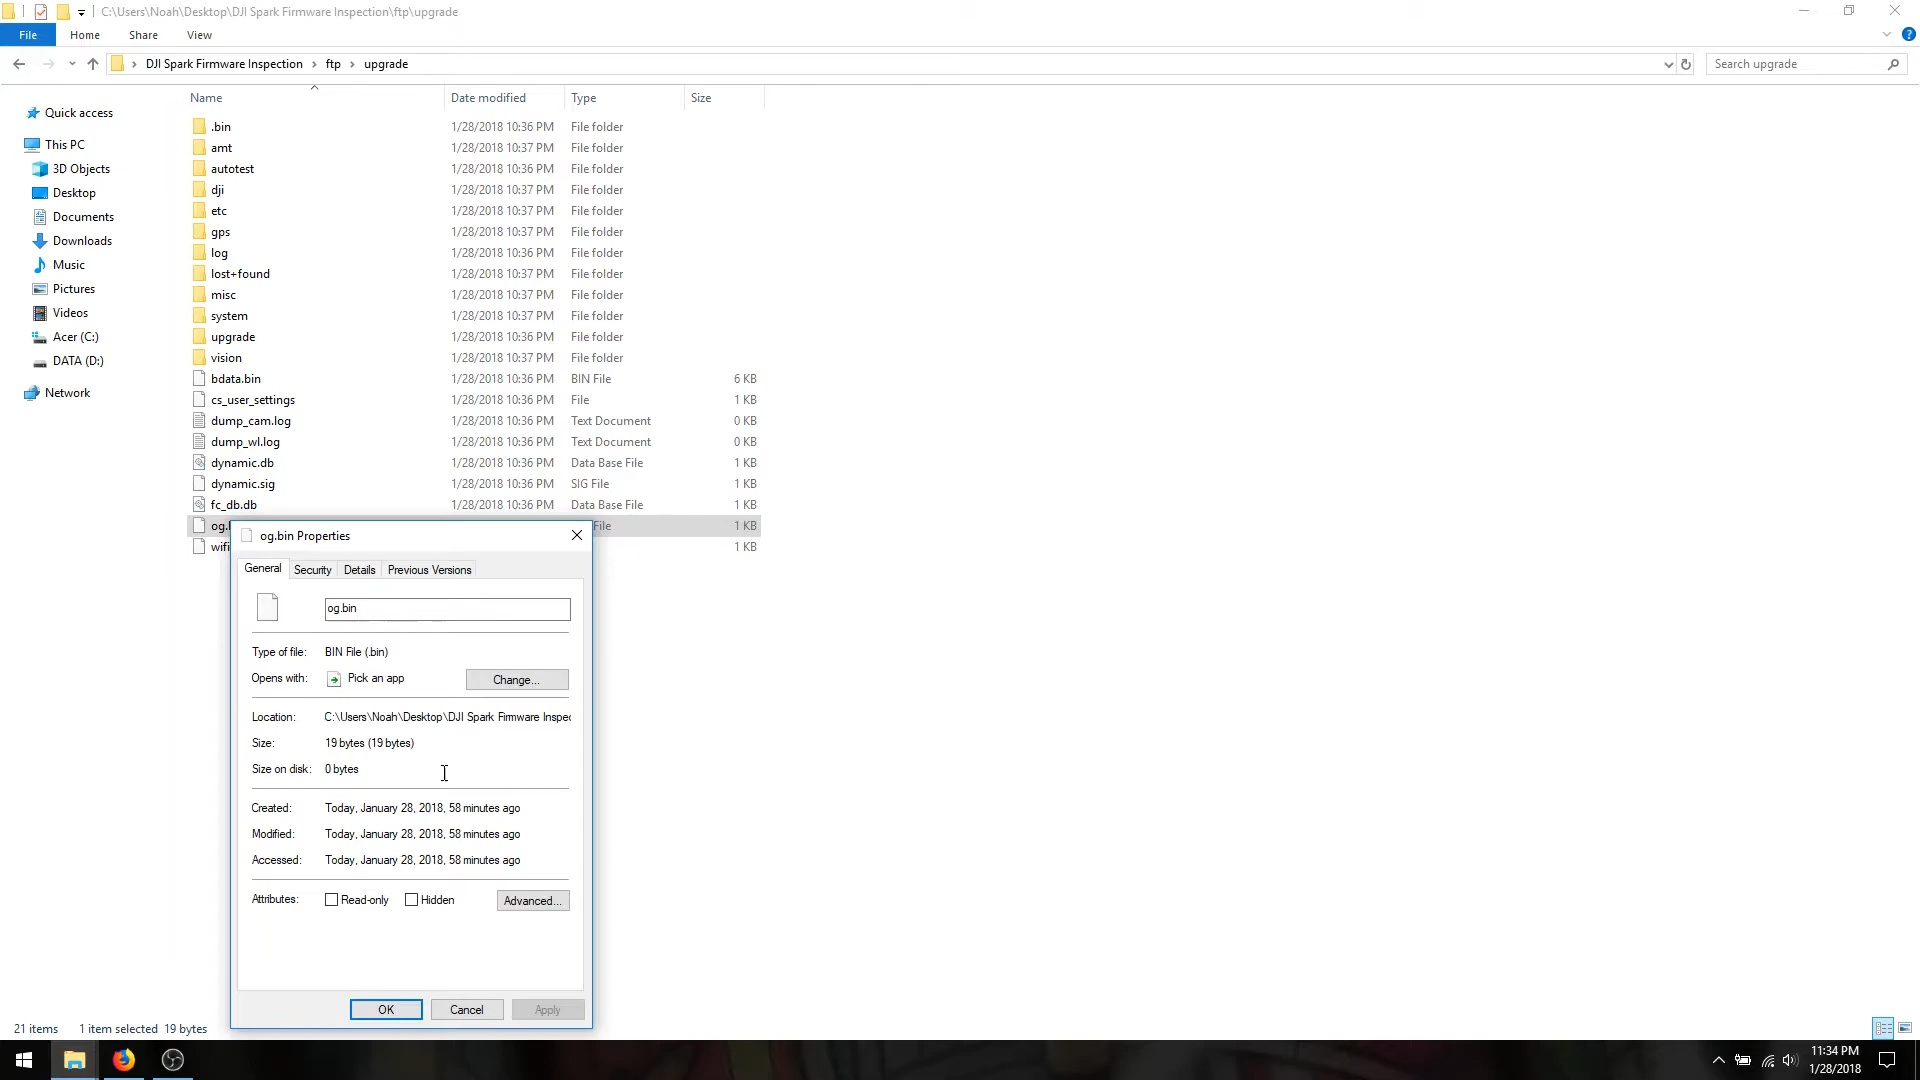 C:\Users\Noah\Desktop\DJI Spark Firmware Inspection\ftp\upgrade
File Home Share View
DJI Spark Firmware Inspection ftp upgrade
Search upgrade
Name Date modified Type Size
Quick access
This PC
3D Objects
Desktop
Documents
Downloads
Music
Pictures
Videos
Acer (C:)
DATA (D:)
Network
.bin 1/28/2018 10:36 PM File folder
amt 1/28/2018 10:37 PM File folder
autotest 1/28/2018 10:36 PM File folder
dji 1/28/2018 10:37 PM File folder
etc 1/28/2018 10:37 PM File folder
gps 1/28/2018 10:37 PM File folder
log 1/28/2018 10:36 PM File folder
lost+found 1/28/2018 10:37 PM File folder
misc 1/28/2018 10:37 PM File folder
system 1/28/2018 10:37 PM File folder
upgrade 1/28/2018 10:36 PM File folder
vision 1/28/2018 10:37 PM File folder
bdata.bin 1/28/2018 10:36 PM BIN File 6 KB
cs_user_settings 1/28/2018 10:36 PM File 1 KB
dump_cam.log 1/28/2018 10:36 PM Text Document 0 KB
dump_wl.log 1/28/2018 10:36 PM Text Document 0 KB
dynamic.db 1/28/2018 10:36 PM Data Base File 1 KB
dynamic.sig 1/28/2018 10:36 PM SIG File 1 KB
fc_db.db 1/28/2018 10:36 PM Data Base File 1 KB
og. File 1 KB
wifi 1 KB
og.bin Properties
General Security Details Previous Versions
og.bin
Type of file: BIN File (.bin)
Opens with: Pick an app Change...
Location: C:\Users\Noah\Desktop\DJI Spark Firmware Inspec
Size: 19 bytes (19 bytes)
Size on disk: 0 bytes
Created: Today, January 28, 2018, 58 minutes ago
Modified: Today, January 28, 2018, 58 minutes ago
Accessed: Today, January 28, 2018, 58 minutes ago
Attributes: Read-only Hidden Advanced...
OK Cancel Apply
21 items 1 item selected 19 bytes
11:34 PM
1/28/2018